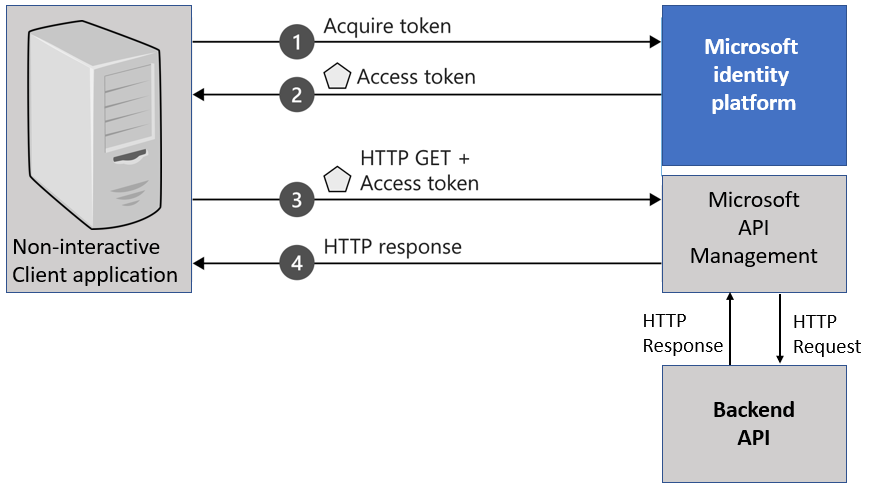 1
Acquire token
2
Access token
3
HTTP GET +
Access token
4
HTTP response
Non-interactive
Client application
Microsoft
identity
platform
Microsoft
API
Management
HTTP
Response
HTTP
Request
Backend
API